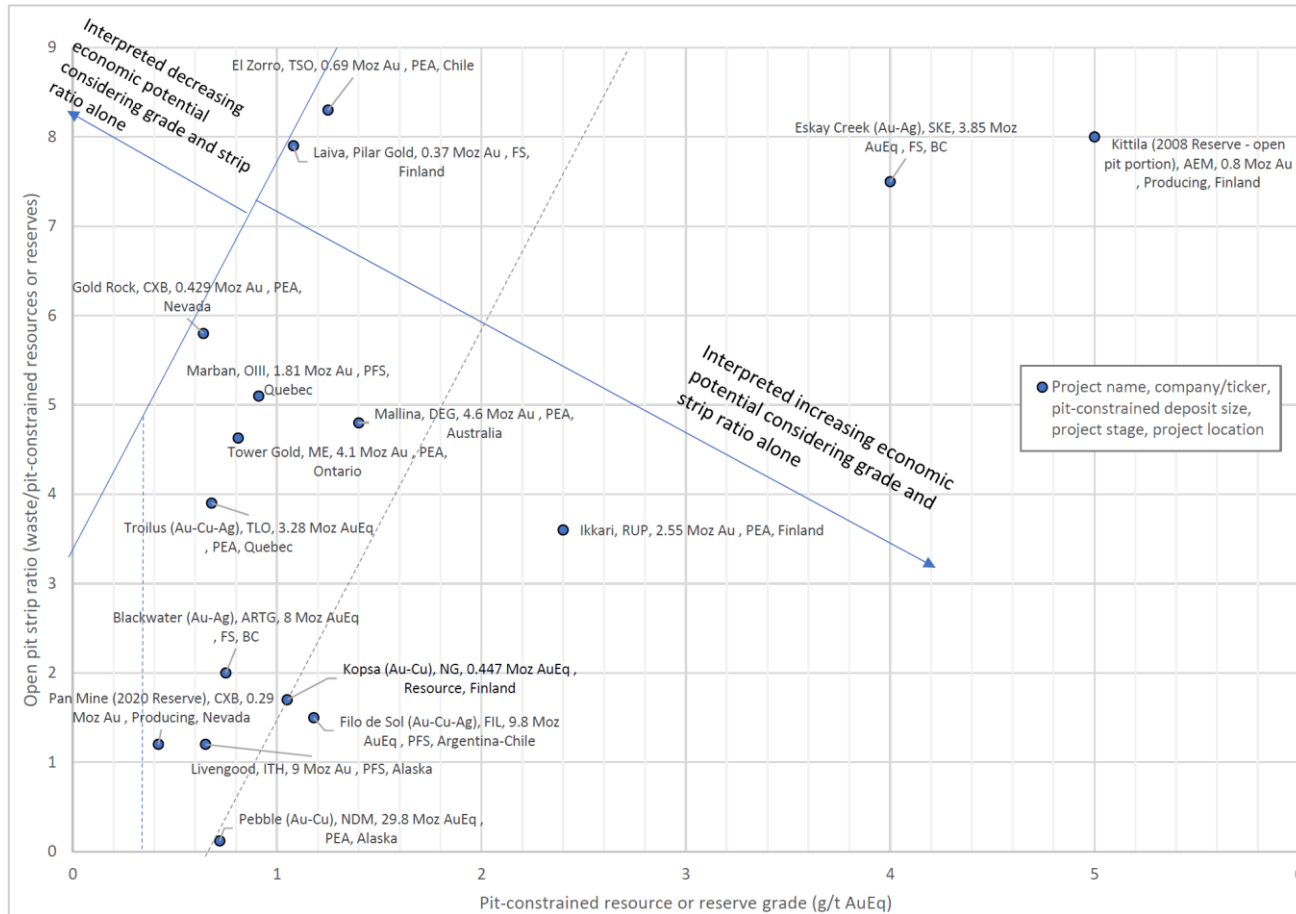 Interpreted decreasing
economic potential
considering grade and strip
ratio alone
El Zorro, TSO, 0.69 Moz Au , PEA, Chile
Laiva, Pilar Gold, 0.37 Moz Au , FS,
Finland
Eskay Creek (Au-Ag), SKE, 3.85 Moz
AuEq , FS, BC
Kittila (2008 Reserve - open
pit portion), AEM, 0.8 Moz Au
, Producing, Finland
Gold Rock, CXB, 0.429 Moz Au , PEA,
Nevada
Marban, OIII, 1.81 Moz Au , PFS,
Quebec
Mallina, DEG, 4.6 Moz Au , PEA,
Australia
Tower Gold, ME, 4.1 Moz Au , PEA,
Ontario
Interpreted increasing economic
potential considering grade and
strip ratio alone
Project name, company/ticker,
pit-constrained deposit size,
project stage, project location
Troilus (Au-Cu-Ag), TLO, 3.28 Moz AuEq
, PEA, Quebec
Ikkari, RUP, 2.55 Moz Au , PEA, Finland
Blackwater (Au-Ag), ARTG, 8 Moz AuEq
, FS, BC
Kopsa (Au-Cu), NG, 0.447 Moz AuEq ,
Resource, Finland
Pan Mine (2020 Reserve), CXB, 0.29
Moz Au , Producing, Nevada
Filo de Sol (Au-Cu-Ag), FIL, 9.8 Moz
AuEq , PFS, Argentina-Chile
Livengood, ITH, 9 Moz Au , PFS, Alaska
Pebble (Au-Cu), NDM, 29.8 Moz AuEq ,
PEA, Alaska
Open pit strip ratio (waste/pit-constrained resources or reserves)
9
8
7
6
5
4
3
2
1
0
0 1 2 3 4 5 6
Pit-constrained resource or reserve grade (g/t AuEq)